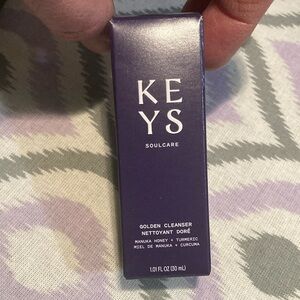 KE
YS
SOULCARE
GOLDEN CLEANSER
NETTOYANT DORÉ
MANUKA HONEY + TURMERIC
MIEL DE MANUKA + CURCUMA
1.01 FL OZ (30 mL)